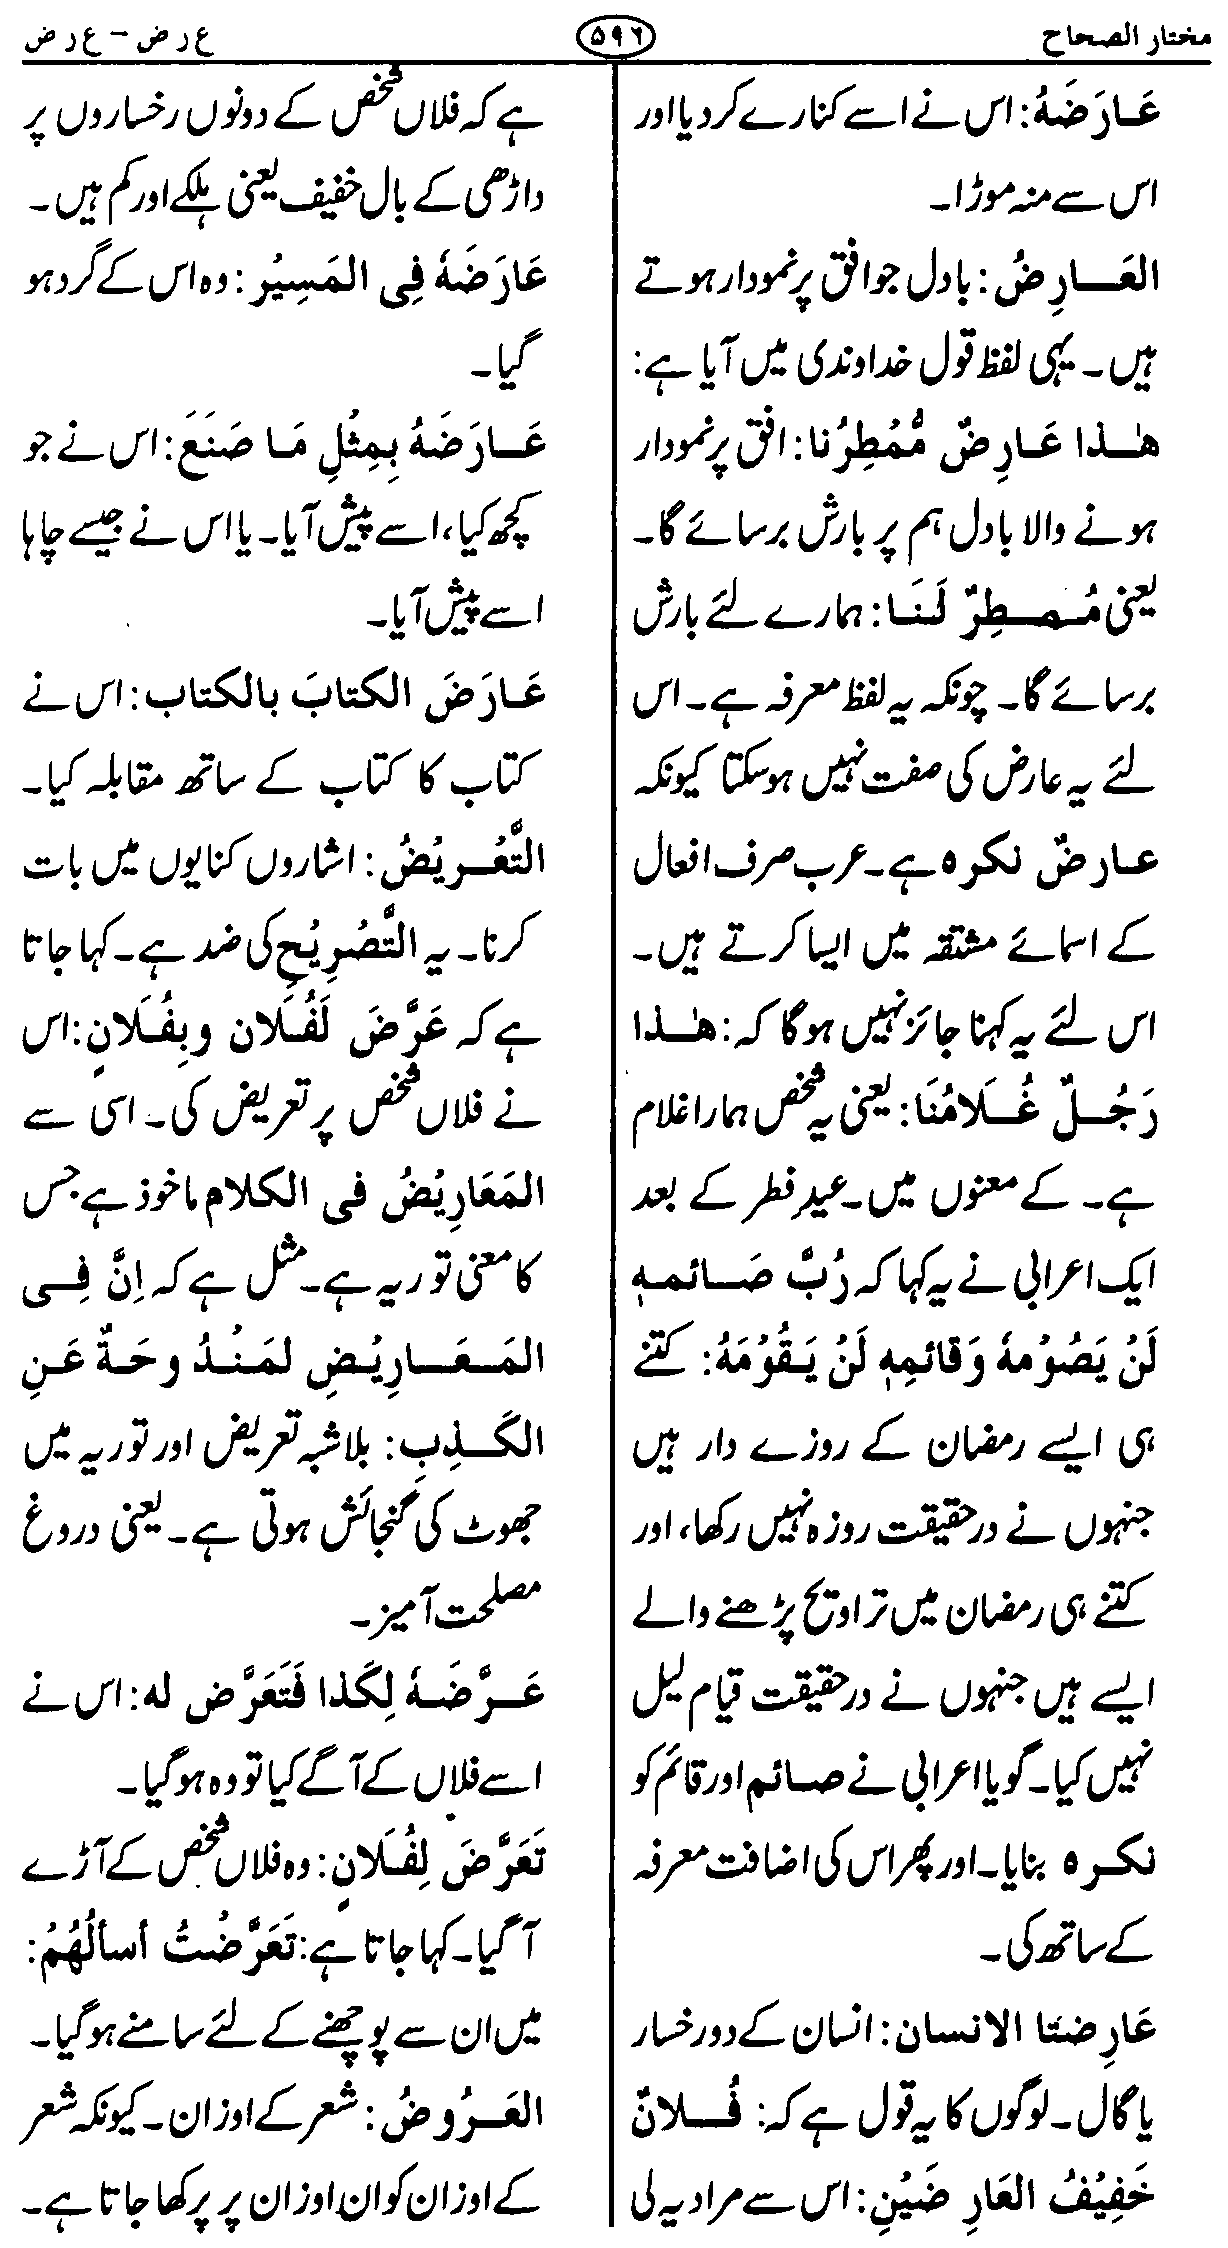 مختار الصحاح
۵۹۶
ع ر ض – ع ر ض
عَارَضَهُ: اس نے اسے کنارے کر دیا اور
اس سے منہ موڑا۔
العَارِضُ: بادل جو افق پر نمودار ہوتے
ہیں۔ یہی لفظ قول خداوندی میں آیا ہے:
هٰذا عَارِضٌ مُّمْطِرُنا: افق پر نمودار
ہونے والا بادل ہم پر بارش برسائے گا۔
یعنی مُمطِرٌ لَنَا: ہمارے لئے بارش
برسائے گا۔ چونکہ یہ لفظ معرفہ ہے۔ اس
لئے یہ عارض کی صفت نہیں ہوسکتا کیونکہ
عارضٌ نکرہ ہے۔ عرب صرف افعال
کے اسمائے مشتقہ میں ایسا کرتے ہیں۔
اس لئے یہ کہنا جائز نہیں ہوگا کہ: هٰذا
رَجُلٌ غُلَامُنَا: یعنی یہ شخص ہمارا غلام
ہے۔ کے معنوں میں۔ عیدِ فطر کے بعد
ایک اعرابی نے یہ کہا کہ رُبَّ صَائمهٖ
لَنْ يَصُوْمهٗ وَقائمِهٖ لَنْ يَقُوْمَهُ: کتنے
ہی ایسے رمضان کے روزے دار ہیں
جنہوں نے درحقیقت روزہ نہیں رکھا، اور
کتنے ہی رمضان میں تراویح پڑھنے والے
ایسے ہیں جنہوں نے درحقیقت قیام لیل
نہیں کیا۔ گویا اعرابی نے صائم اور قائم کو
نکرہ بنایا۔ اور پھر اس کی اضافت معرفہ
کے ساتھ کی۔
عَارِضتا الانسان: انسان کے دو رخسار
یا گال۔ لوگوں کا یہ قول ہے کہ: فُلانٌ
خَفِيْفُ العَارِ ضَيْنِ: اس سے مراد یہ لی
ہے کہ فلاں شخص کے دونوں رخساروں پر
داڑھی کے بال خفیف یعنی ہلکے اور کم ہیں۔
عَارَضَهٗ فِي المَسِيْرِ: وہ اس کے گرد ہو
گیا۔
عَارَضَهُ بِمِثْلِ مَا صَنَعَ: اس نے جو
کچھ کیا، اسے پیش آیا۔ یا اس نے جیسے چاہا
اسے پیش آیا۔
عَارَضَ الكتابَ بالكتاب: اس نے
کتاب کا کتاب کے ساتھ مقابلہ کیا۔
التَّعْرِيْضُ: اشاروں کنایوں میں بات
کرنا۔ یہ التَّصْرِيْحِ کی ضد ہے۔ کہا جاتا
ہے کہ عَرَّضَ لَفُلَان وبِفُلَانٍ: اس
نے فلاں شخص پر تعریض کی۔ اسی سے
المَعَارِيْضُ فى الكلام ماخوذ ہے جس
کا معنی توریہ ہے۔ مثل ہے کہ اِنَّ فِى
المَعَارِيْضِ لمَنْدُ وحَةً عَنِ
الكَذِبِ: بلاشبہ تعریض اور توریہ میں
جھوٹ کی گنجائش ہوتی ہے۔ یعنی دروغ
مصلحت آمیز۔
عَرَّضَهٗ لِكَذا فَتَعَرَّض له: اس نے
اسے فلاں کے آگے کیا تو وہ ہو گیا۔
تَعَرَّضَ لِفُلَانٍ: وہ فلاں شخص کے آڑے
آ گیا۔ کہا جاتا ہے: تَعَرَّضْتُ أسألُهُمْ:
میں ان سے پوچھنے کے لئے سامنے ہو گیا۔
العَرُوضُ: شعر کے اوزان۔ کیونکہ شعر
کے اوزان کو ان اوزان پر پرکھا جاتا ہے۔